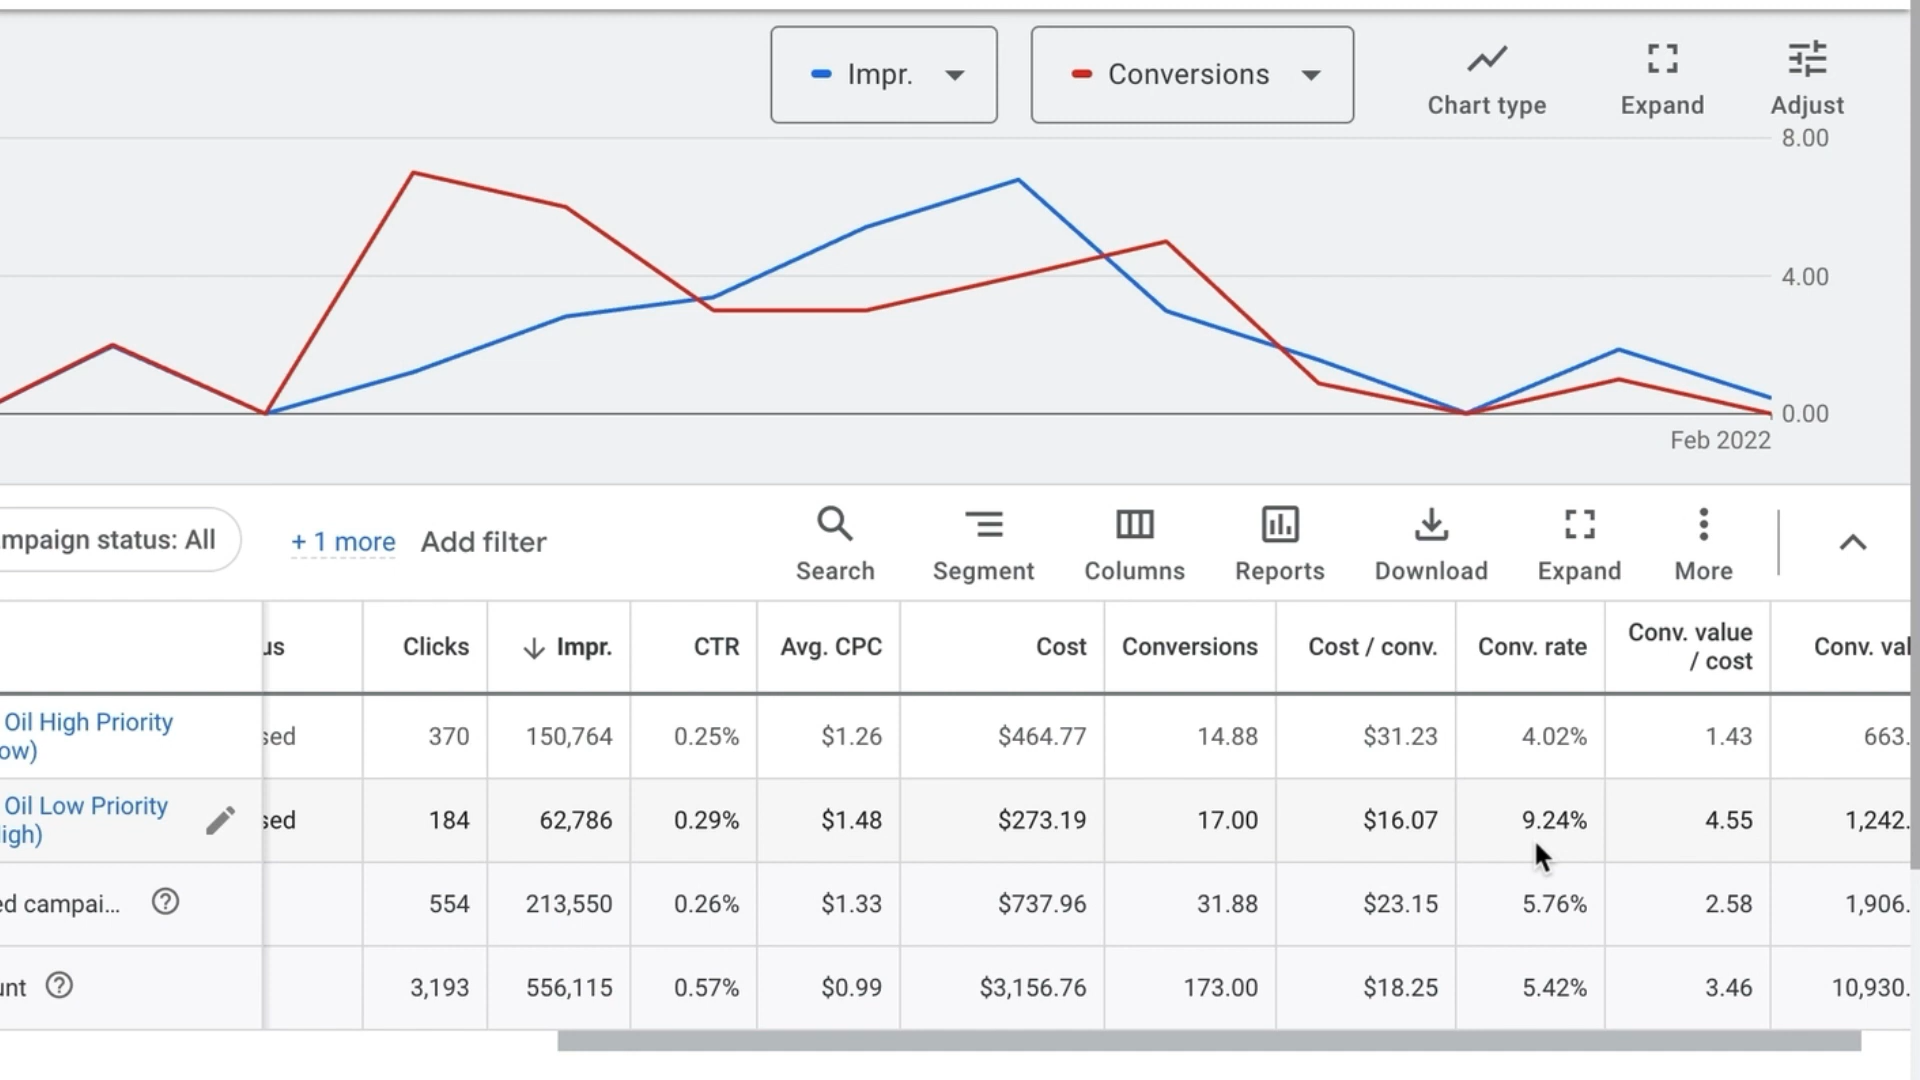 Impr.
Conversions
Chart type
Expand
Adjust
8.00
4.00
0.00
Feb 2022
mpaign status: All
+ 1 more
Add filter
Search
Segment
Columns
Reports
Download
Expand
More
us Clicks Impr. CTR Avg. CPC Cost Conversions Cost / conv. Conv. rate Conv. value / cost Conv. val
Oil High Priority
ow)
sed 370 150,764 0.25% $1.26 $464.77 14.88 $31.23 4.02% 1.43 663.
Oil Low Priority
igh)
sed 184 62,786 0.29% $1.48 $273.19 17.00 $16.07 9.24% 4.55 1,242.
ed campai... 554 213,550 0.26% $1.33 $737.96 31.88 $23.15 5.76% 2.58 1,906.
unt 3,193 556,115 0.57% $0.99 $3,156.76 173.00 $18.25 5.42% 3.46 10,930.